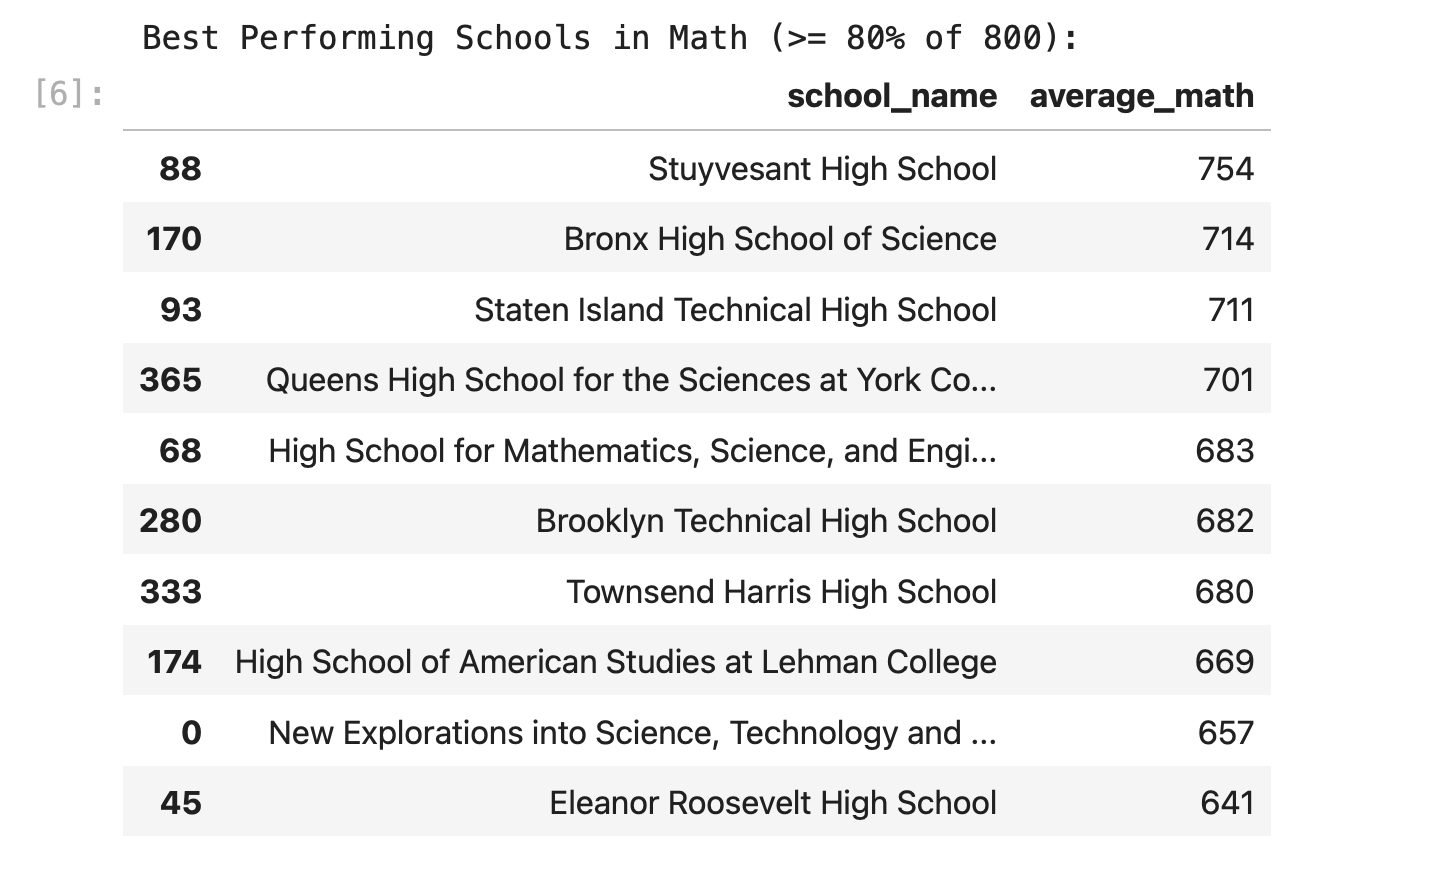 Best Performing Schools in Math (>= 80% of 800):
[6]:
school_name average_math
88 Stuyvesant High School 754
170 Bronx High School of Science 714
93 Staten Island Technical High School 711
365 Queens High School for the Sciences at York Co... 701
68 High School for Mathematics, Science, and Engi... 683
280 Brooklyn Technical High School 682
333 Townsend Harris High School 680
174 High School of American Studies at Lehman College 669
0 New Explorations into Science, Technology and ... 657
45 Eleanor Roosevelt High School 641